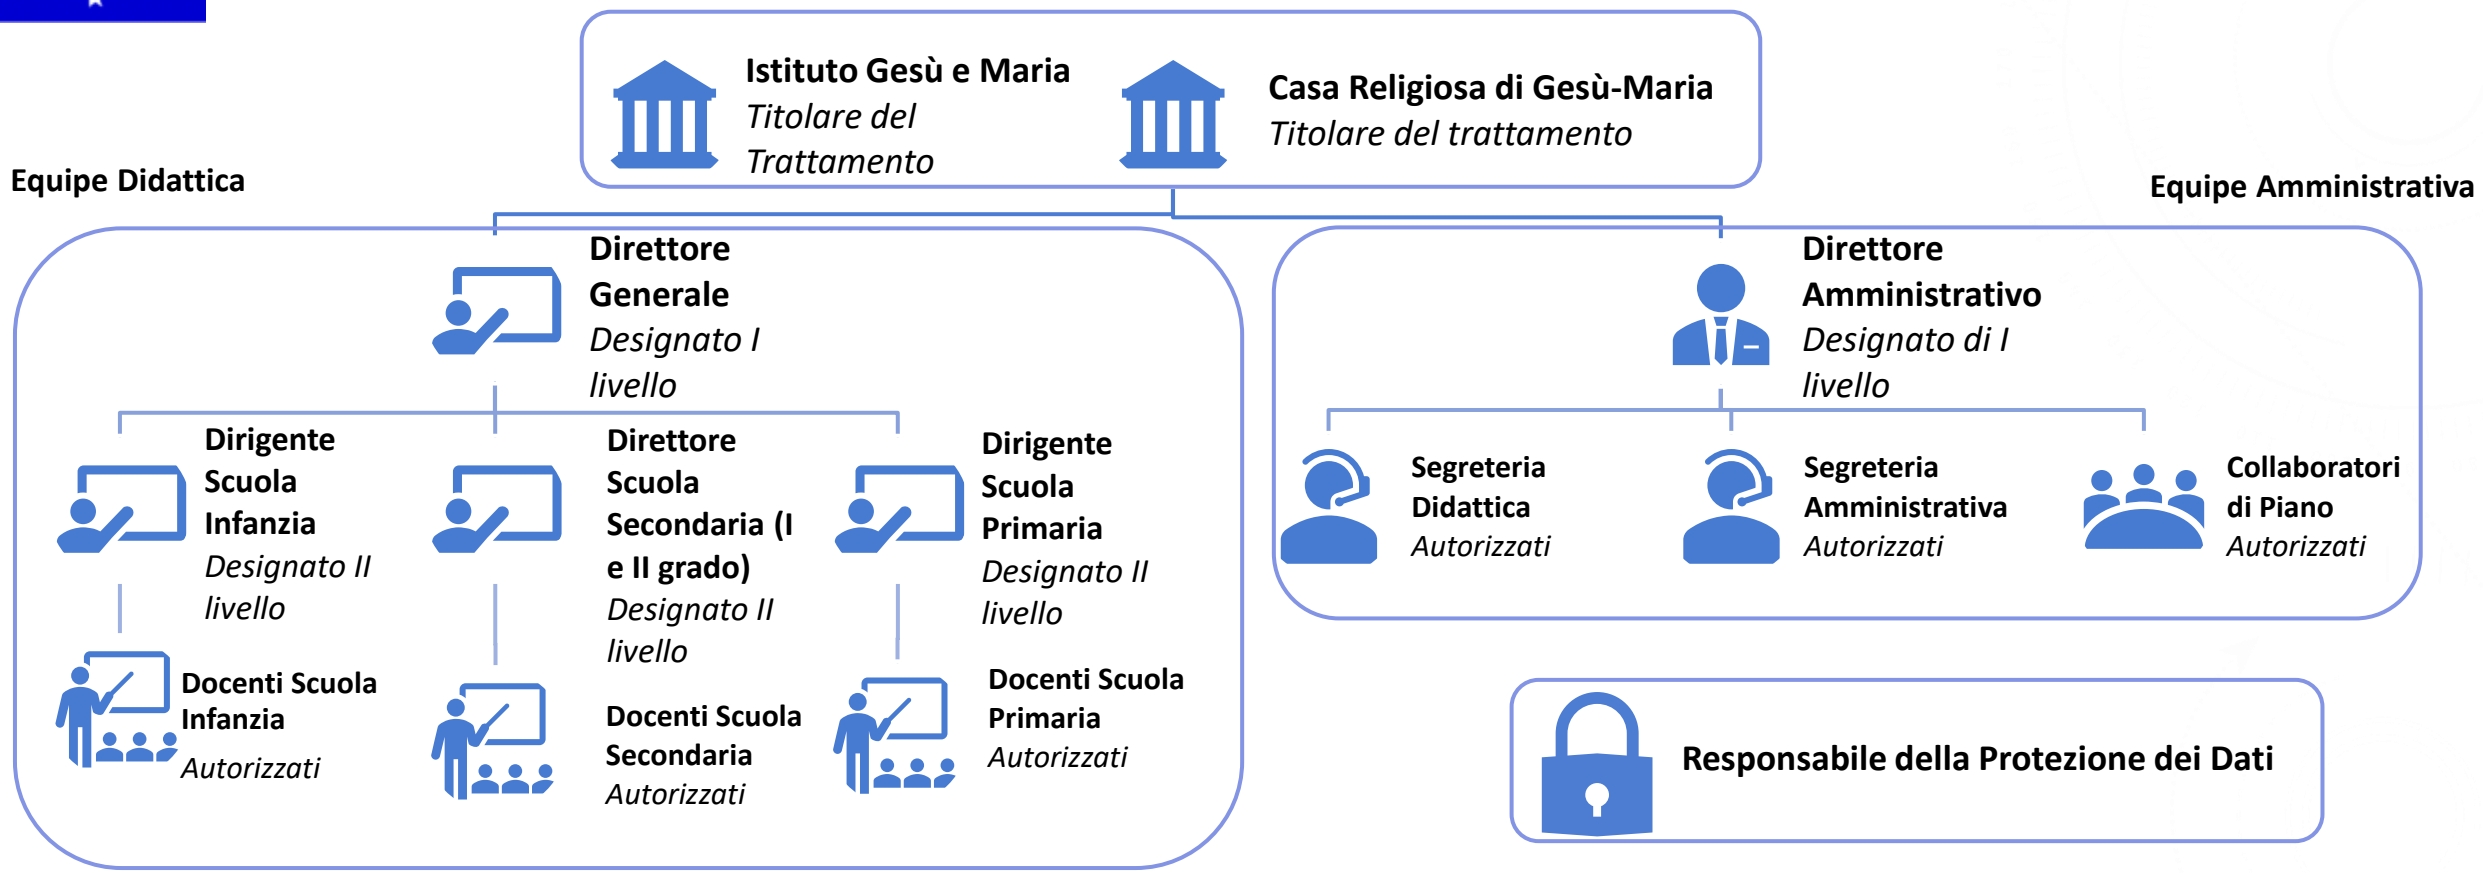 Istituto Gesù e Maria
Titolare del
Trattamento
Casa Religiosa di Gesù-Maria
Titolare del trattamento
Equipe Didattica
Equipe Amministrativa
Direttore
Generale
Designato I
livello
Direttore
Amministrativo
Designato di I
livello
Dirigente
Scuola
Infanzia
Designato II
livello
Direttore
Scuola
Secondaria (I
e II grado)
Designato II
livello
Dirigente
Scuola
Primaria
Designato II
livello
Segreteria
Didattica
Autorizzati
Segreteria
Amministrativa
Autorizzati
Collaboratori
di Piano
Autorizzati
Docenti Scuola
Infanzia
Autorizzati
Docenti Scuola
Secondaria
Autorizzati
Docenti Scuola
Primaria
Autorizzati
Responsabile della Protezione dei Dati